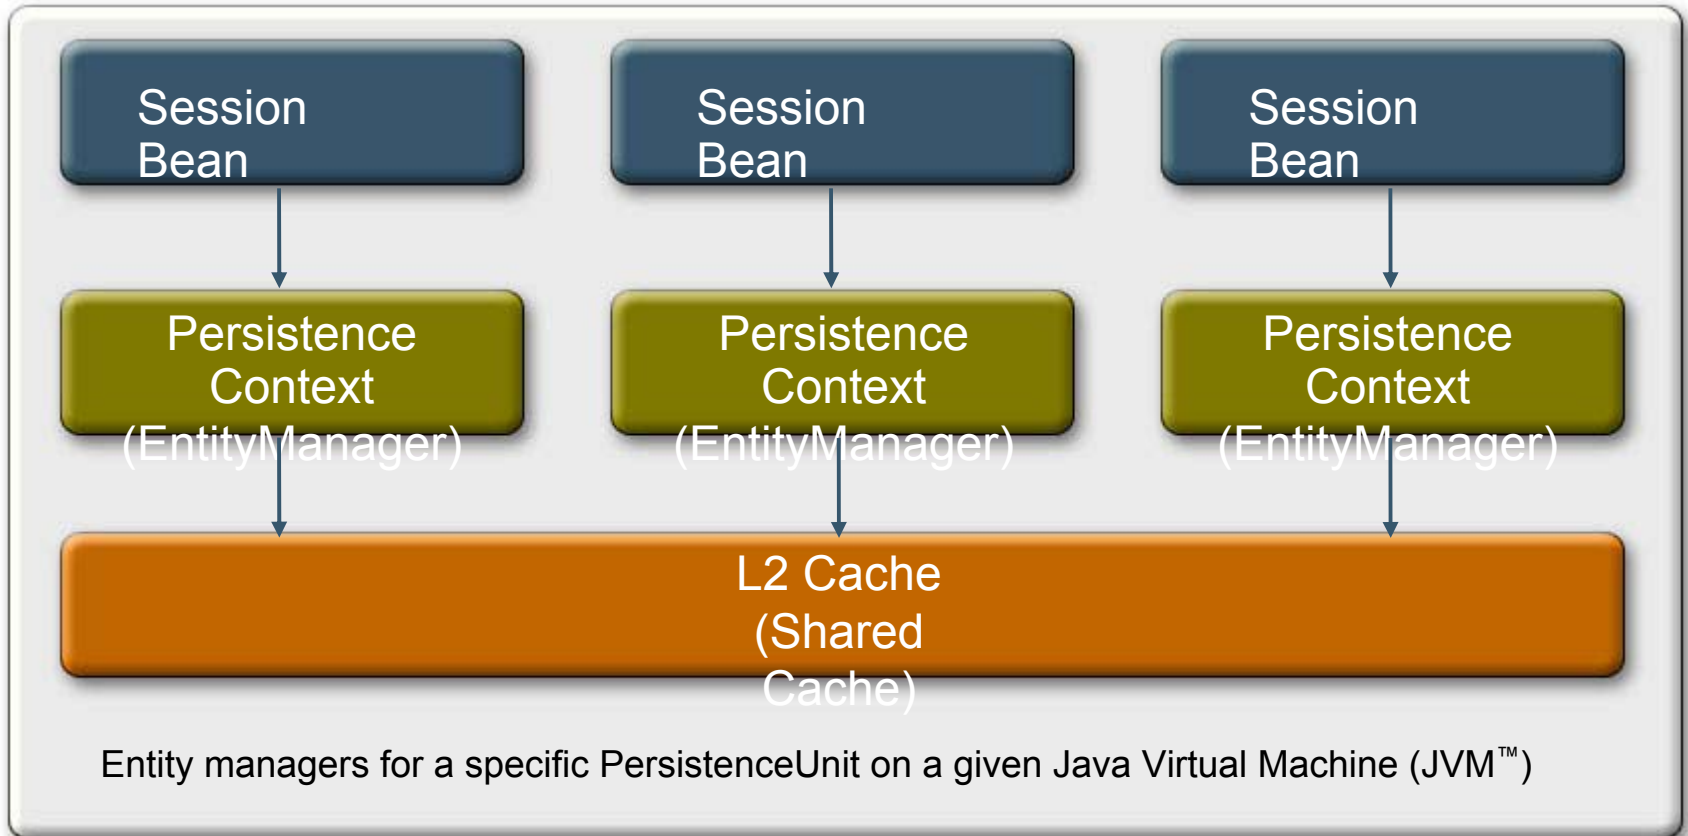 Session
Bean
Session
Bean
Session
Bean
Persistence
Context
(EntityManager)
Persistence
Context
(EntityManager)
Persistence
Context
(EntityManager)
L2 Cache
(Shared
Cache)
Entity managers for a specific PersistenceUnit on a given Java Virtual Machine (JVM™)